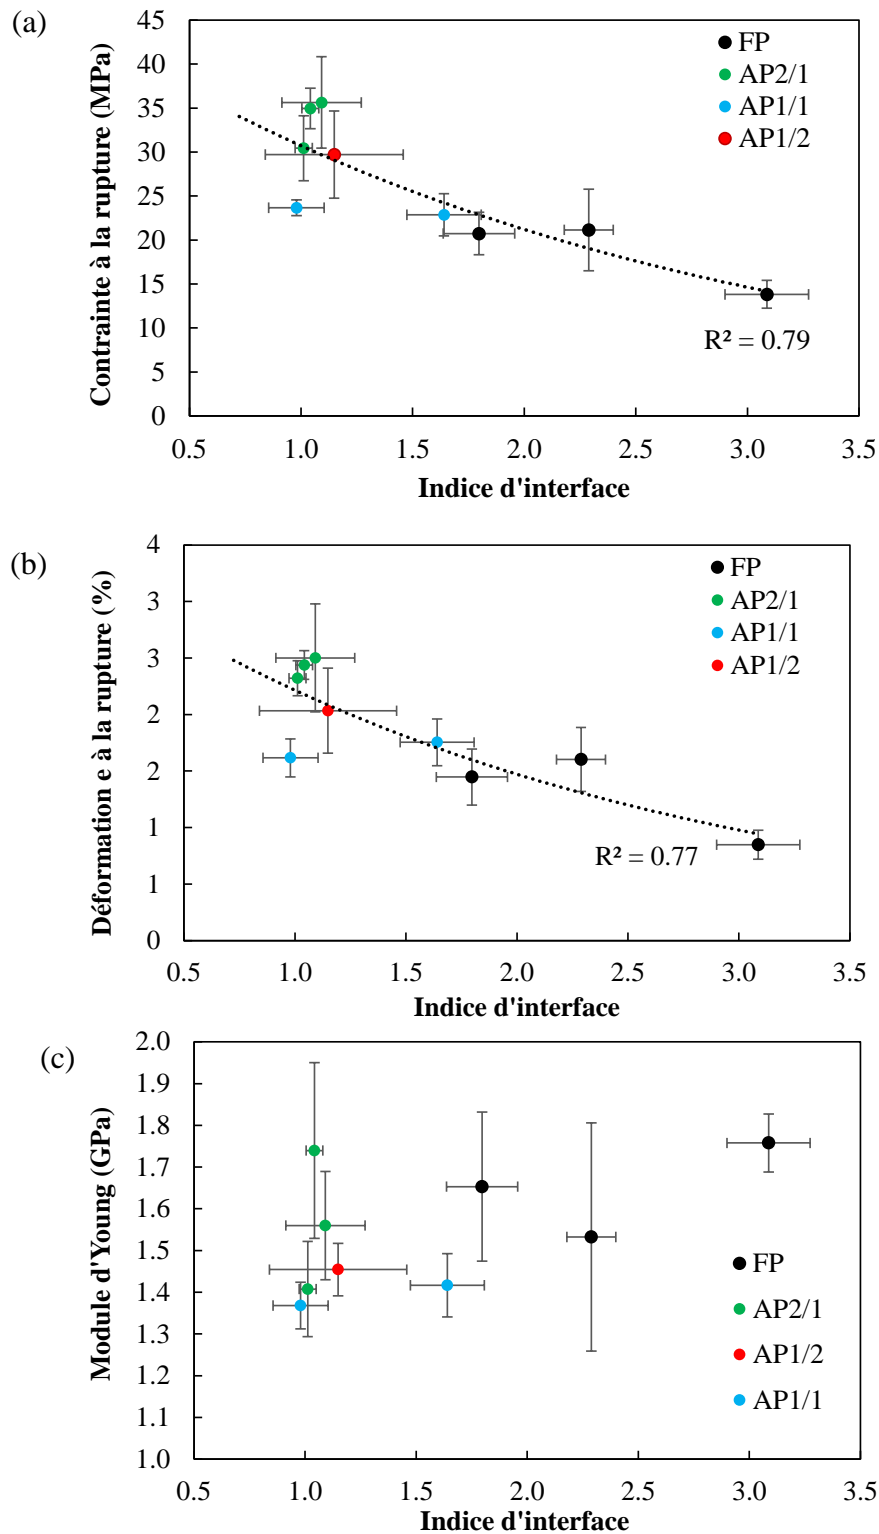 (a)
Contrainte à la rupture (MPa)
45
40
35
30
25
20
15
10
5
0
FP
AP2/1
AP1/1
AP1/2
R² = 0.79
0.5 1.0 1.5 2.0 2.5 3.0 3.5
Indice d'interface
(b)
Déformation e à la rupture (%)
4
3
3
2
2
1
1
0
FP
AP2/1
AP1/1
AP1/2
R² = 0.77
0.5 1.0 1.5 2.0 2.5 3.0 3.5
Indice d'interface
(c)
Module d'Young (GPa)
2.0
1.9
1.8
1.7
1.6
1.5
1.4
1.3
1.2
1.1
1.0
FP
AP2/1
AP1/2
AP1/1
0.5 1.0 1.5 2.0 2.5 3.0 3.5
Indice d'interface